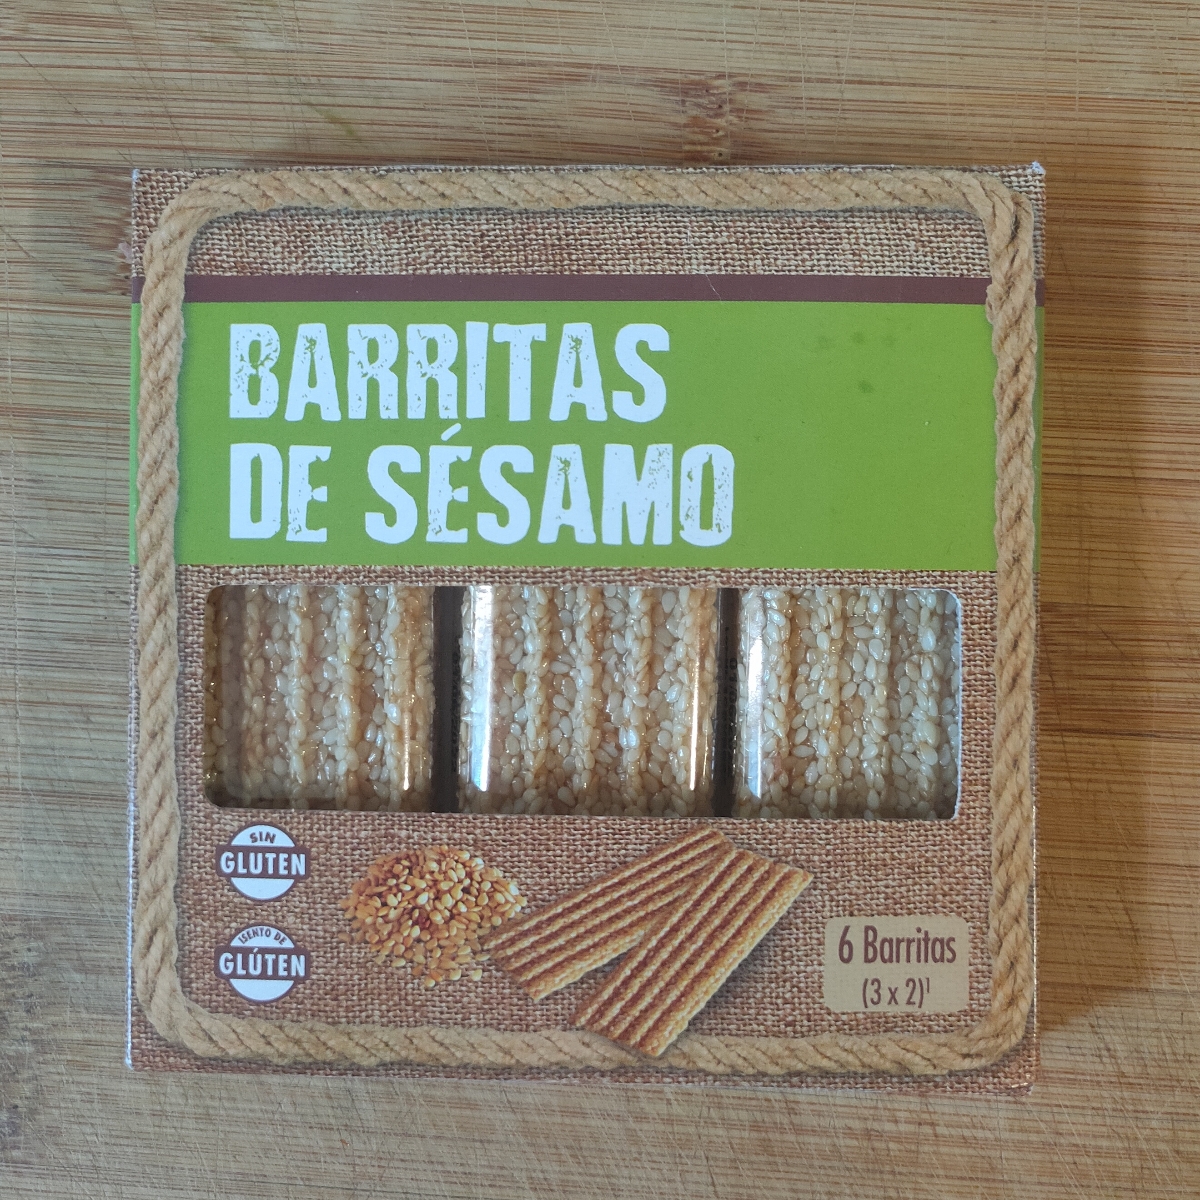 BARRITAS
DE SÉSAMO
SIN
GLUTEN
ISENTO DE
GLÚTEN
6 Barritas
(3 x 2)¹